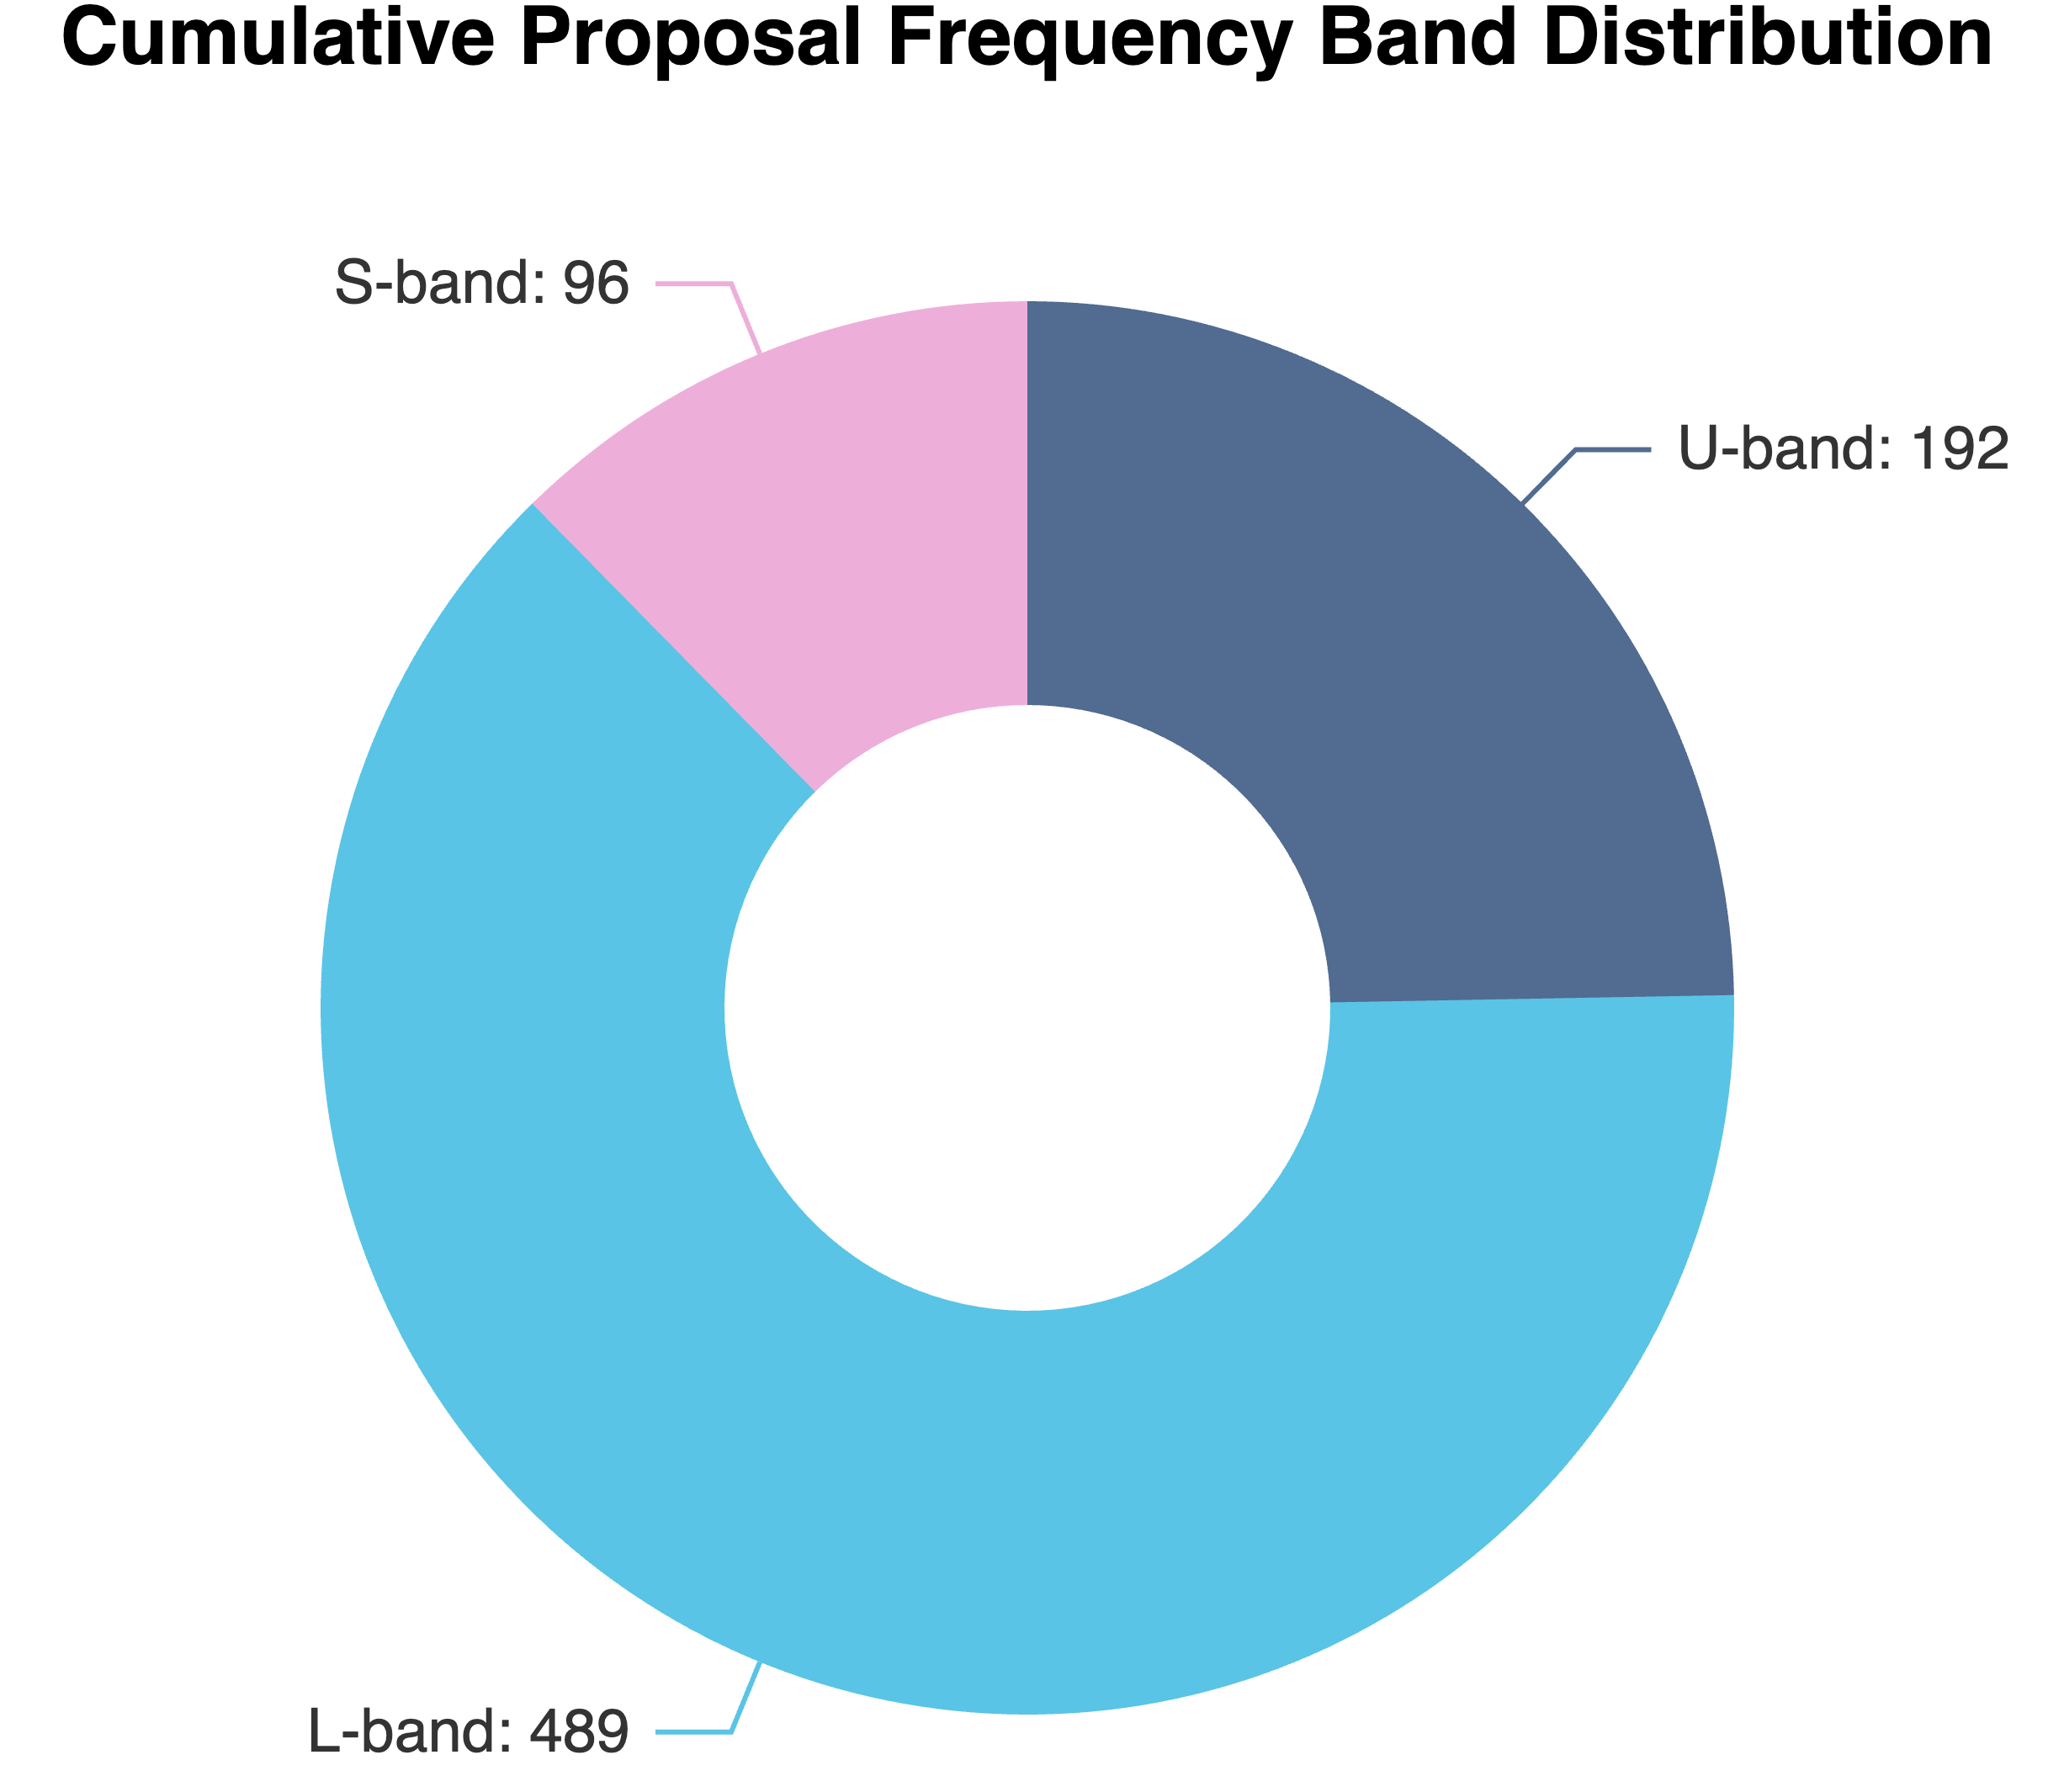 Cumulative Proposal Frequency Band Distribution
S-band: 96
U-band: 192
L-band: 489